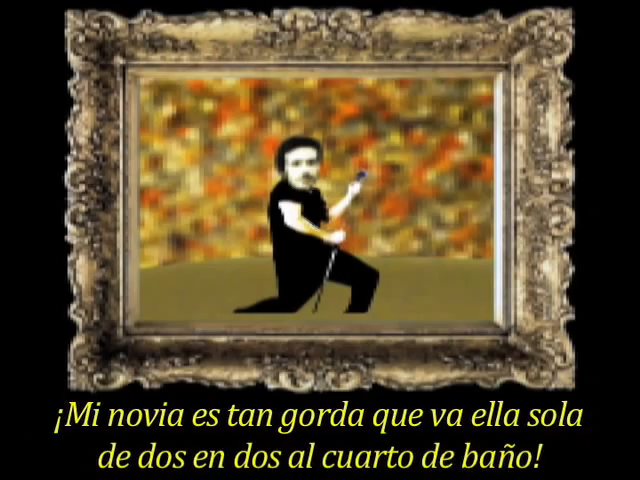 ¡Mi novia es tan gorda que va ella sola
de dos en dos al cuarto de baño!